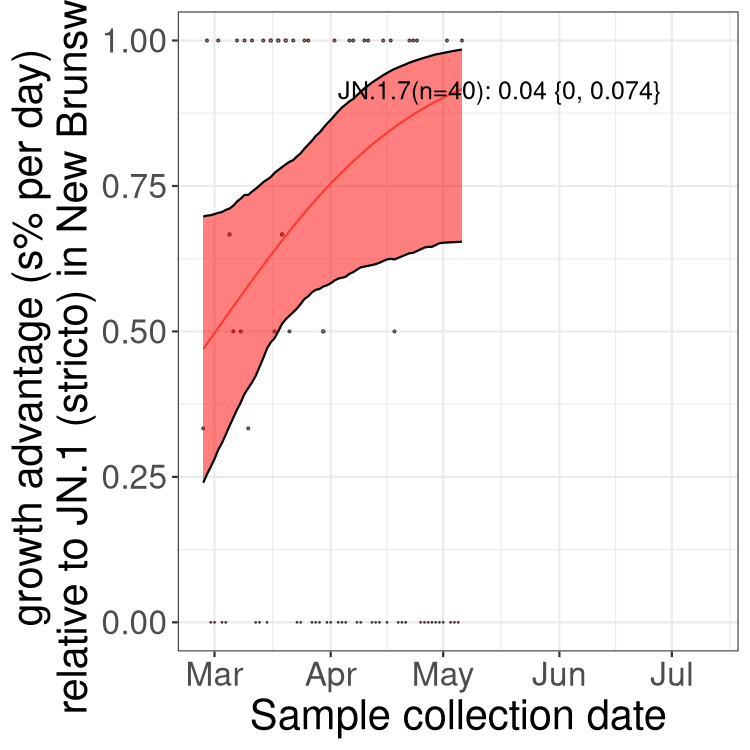 growth advantage (s% per day)
relative to JN.1 (stricto) in New Brunsw
1.00
0.75
0.50
0.25
0.00
JN.1.7(n=40): 0.04 {0, 0.074}
Mar Apr May Jun Jul
Sample collection date